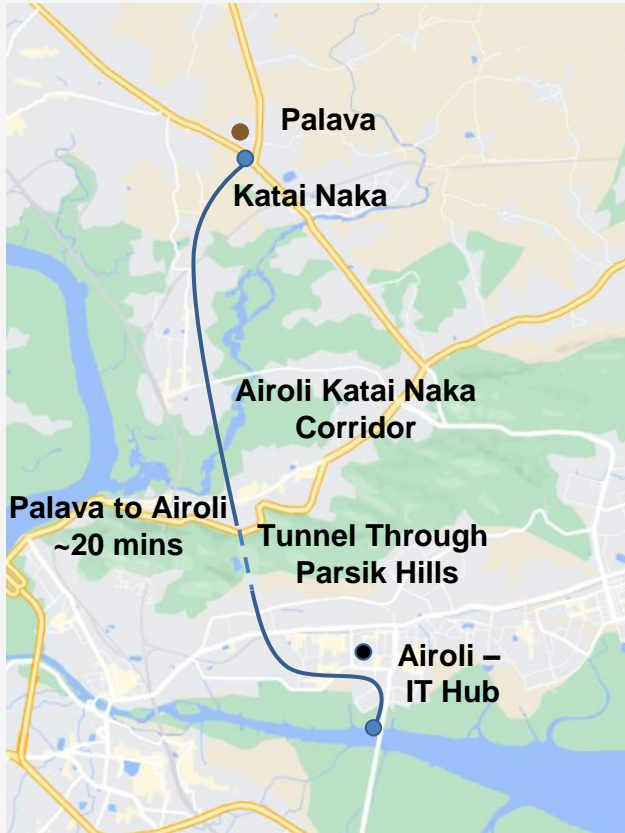 Palava
Katai Naka
Airoli Katai Naka
Corridor
Palava to Airoli
~20 mins
Tunnel Through
Parsik Hills
Airoli –
IT Hub